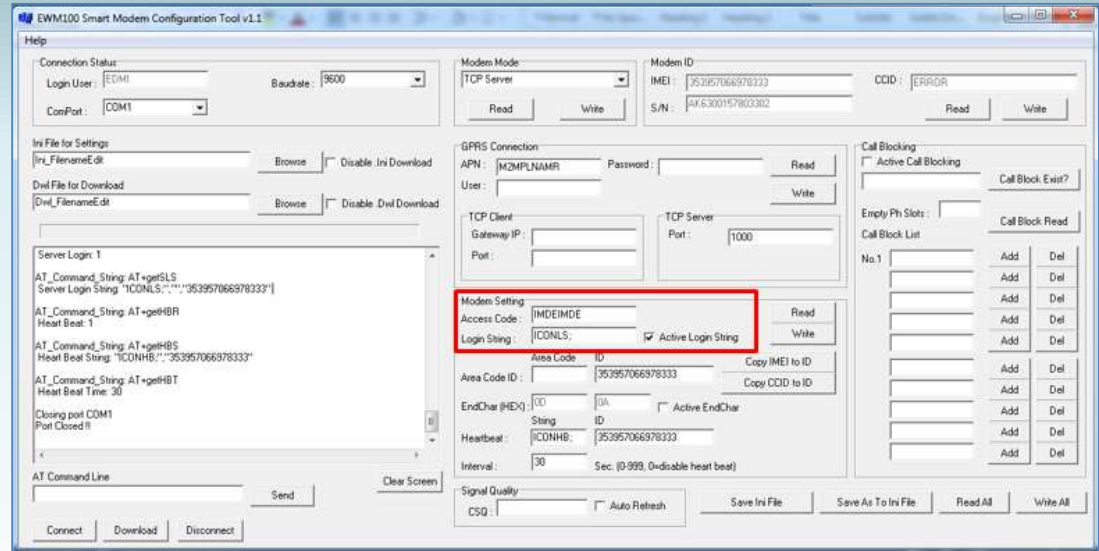 EWM100 Smart Modem Configuration Tool v1.1
Help
Connection Status
Login User : EDMI
Baudrate : 9600
ComPort : COM1
Modem Mode
TCP Server
Read Write
Modem ID
IMEI : 353957066978333
CCID : ERROR
S/N : AK6300157803302
Read Write
Ini File for Settings
Ini_FilenameEdit
Browse
Disable .Ini Download
Dwl File for Download
Dwl_FilenameEdit
Browse
Disable .Dwl Download
Server Login: 1
AT_Command_String: AT+getSLS
Server Login String: "ICONLS;","","353957066978333"
AT_Command_String: AT+getHBR
Heart Beat: 1
AT_Command_String: AT+getHBS
Heart Beat String: "ICONHB;","353957066978333"
AT_Command_String: AT+getHBT
Heart Beat Time: 30
Closing port COM1
Port Closed !!
AT Command Line
Send
Clear Screen
Connect Download Disconnect
GPRS Connection
APN : M2MPLNAMR
Password :
Read
User :
Write
TCP Client
Gateway IP :
Port :
TCP Server
Port : 1000
Modem Setting
Access Code : IMDEIMDE
Read
Login String : ICONLS;
Active Login String
Write
Area Code ID
Copy IMEI to ID
Area Code ID : 353957066978333
Copy CCID to ID
EndChar (HEX) : 0D 0A
Active EndChar
String ID
Heartbeat : ICONHB; 353957066978333
Interval : 30 Sec. (0-999, 0=disable heart beat)
Signal Quality
CSQ :
Auto Refresh
Save Ini File
Save As To Ini File
Read All
Write All
Call Blocking
Active Call Blocking
Call Block Exist?
Empty Ph Slots :
Call Block Read
Call Block List
No.1 Add Del
Add Del
Add Del
Add Del
Add Del
Add Del
Add Del
Add Del
Add Del
Add Del